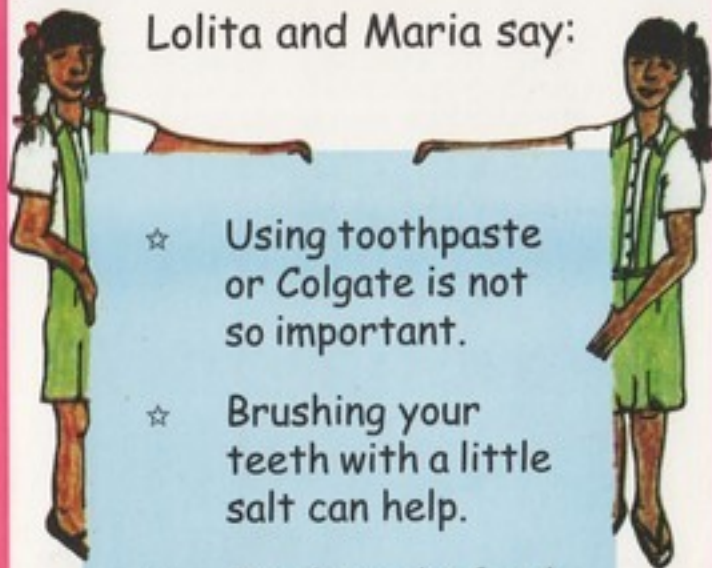 Lolita and Maria say:
☆ Using toothpaste
or Colgate is not
so important.
☆ Brushing your
teeth with a little
salt can help.